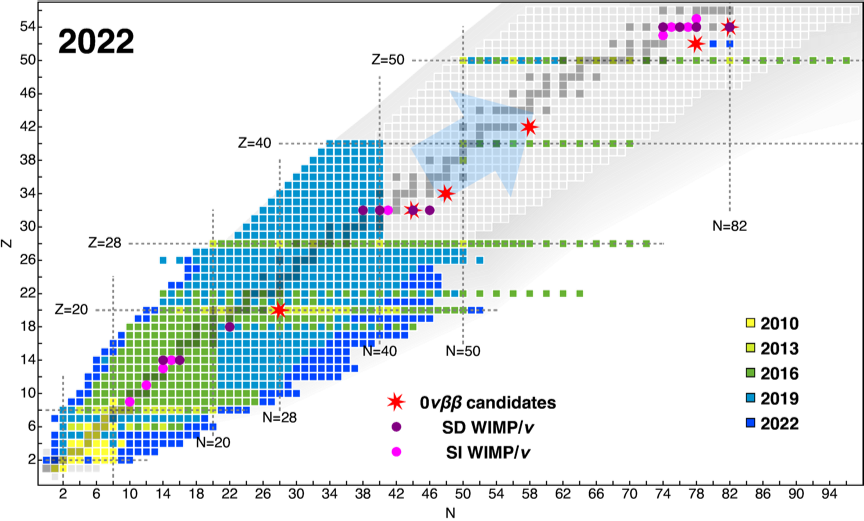 2022
54
50
46
42
38
34
30
26
22
18
14
10
6
2
Z
Z=50
Z=40
Z=28
Z=20
N=82
N=40
N=50
N=28
N=20
0νββ candidates
SD WIMP/ν
SI WIMP/ν
2010
2013
2016
2019
2022
2 6 10 14 18 22 26 30 34 38 42 46 50 54 58 62 66 70 74 78 82 86 90 94
N